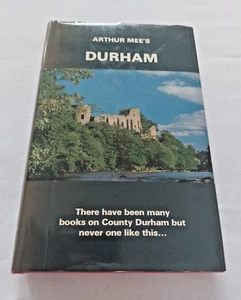 ARTHUR MEE'S
DURHAM
There have been many
books on County Durham but
never one like this...